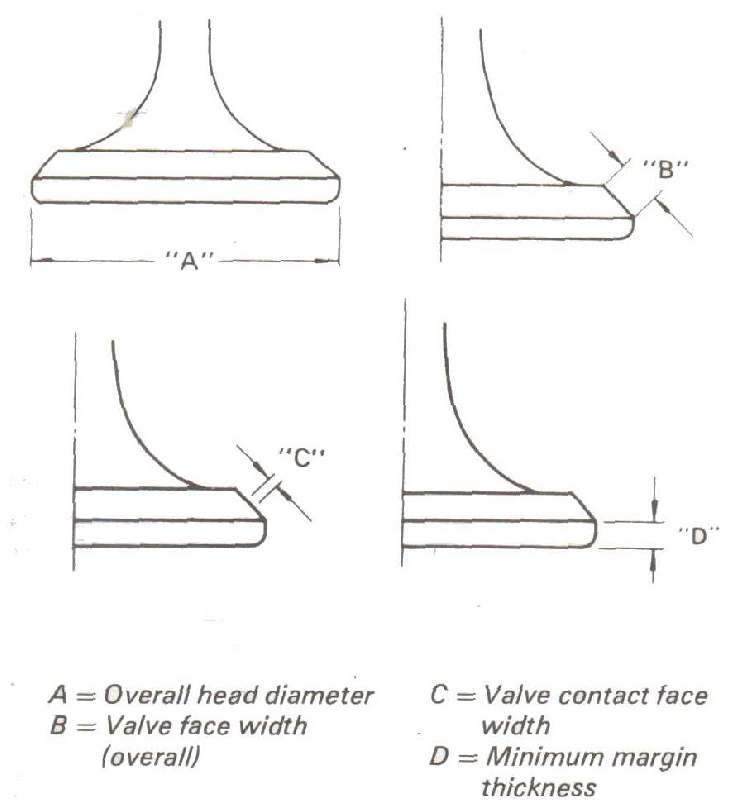 "A"
"B"
"C"
"D"
A = Overall head diameter
B = Valve face width
(overall)
C = Valve contact face
width
D = Minimum margin
thickness